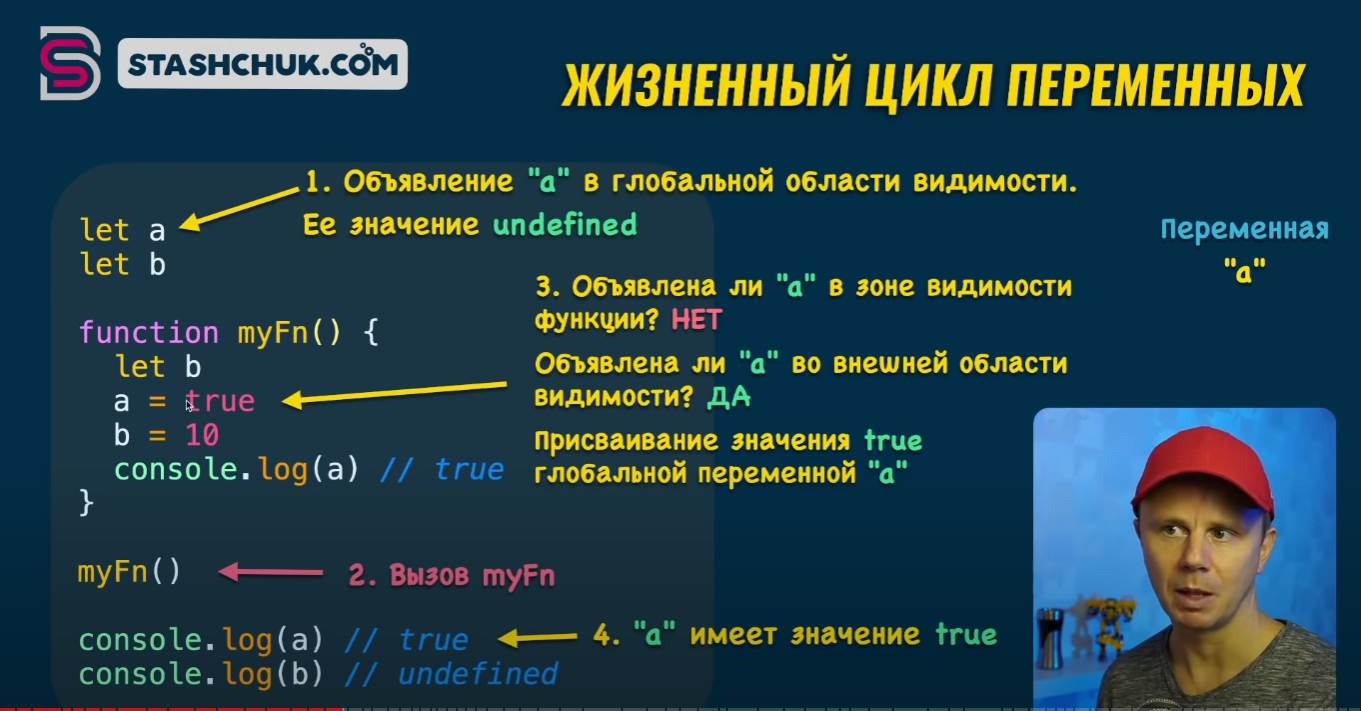 STASHCHUK.COM
ЖИЗНЕННЫЙ ЦИКЛ ПЕРЕМЕННЫХ
1. Объявление "a" в глобальной области видимости.
Ее значение undefined
let a
let b
Переменная
"a"
function myFn() {
let b
a = true
b = 10
console.log(a) // true
}
3. Объявлена ли "a" в зоне видимости
функции? НЕТ
Объявлена ли "a" во внешней области
видимости? ДА
Присваивание значения true
глобальной переменной "a"
myFn()
2. Вызов myFn
console.log(a) // true
4. "a" имеет значение true
console.log(b) // undefined